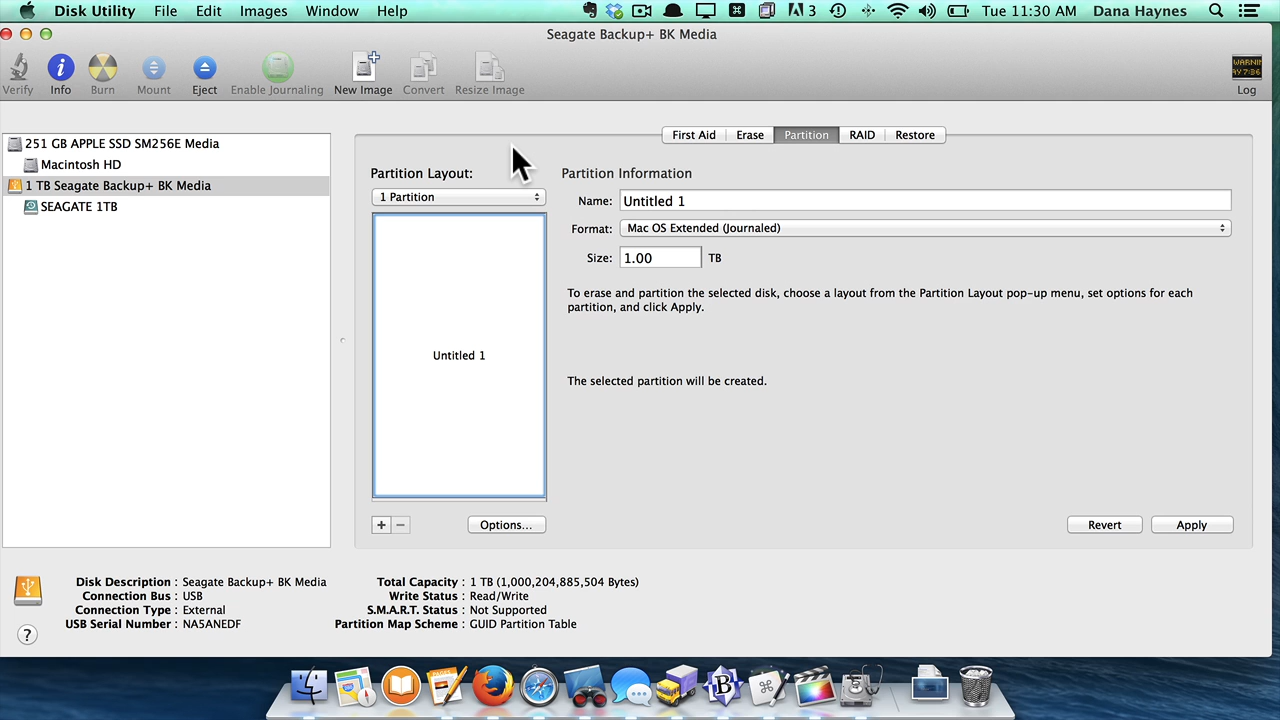 Disk Utility File Edit Images Window Help 3 Tue 11:30 AM Dana Haynes
Seagate Backup+ BK Media
Verify Info Burn Mount Eject Enable Journaling New Image Convert Resize Image Log
WARNIN
AY 7:36
251 GB APPLE SSD SM256E Media
Macintosh HD
1 TB Seagate Backup+ BK Media
SEAGATE 1TB
First Aid Erase Partition RAID Restore
Partition Layout:
1 Partition
Untitled 1
+ − Options...
Partition Information
Name: Untitled 1
Format: Mac OS Extended (Journaled)
Size: 1.00 TB
To erase and partition the selected disk, choose a layout from the Partition Layout pop-up menu, set options for each
partition, and click Apply.
The selected partition will be created.
Revert Apply
Disk Description : Seagate Backup+ BK Media
Connection Bus : USB
Connection Type : External
USB Serial Number : NA5ANEDF
Total Capacity : 1 TB (1,000,204,885,504 Bytes)
Write Status : Read/Write
S.M.A.R.T. Status : Not Supported
Partition Map Scheme : GUID Partition Table
?
B